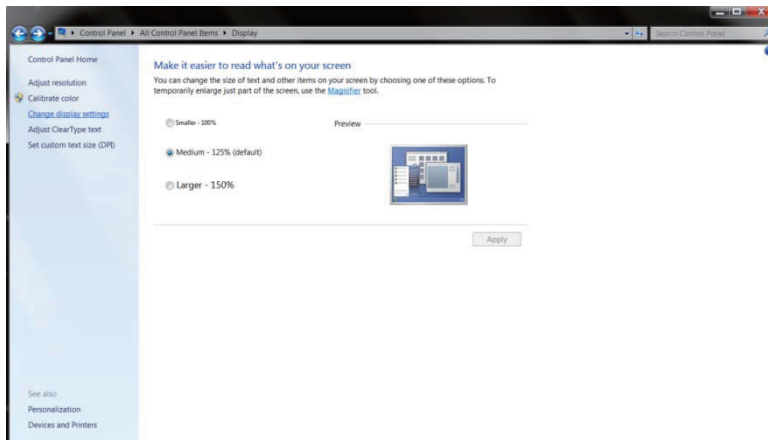 Control Panel ▸ All Control Panel Items ▸ Display
Search Control Panel
Control Panel Home
Adjust resolution
Calibrate color
Change display settings
Adjust ClearType text
Set custom text size (DPI)
Make it easier to read what's on your screen
You can change the size of text and other items on your screen by choosing one of these options. To
temporarily enlarge just part of the screen, use the Magnifier tool.
Smaller - 100%
Preview
Medium - 125% (default)
Larger - 150%
Apply
See also
Personalization
Devices and Printers